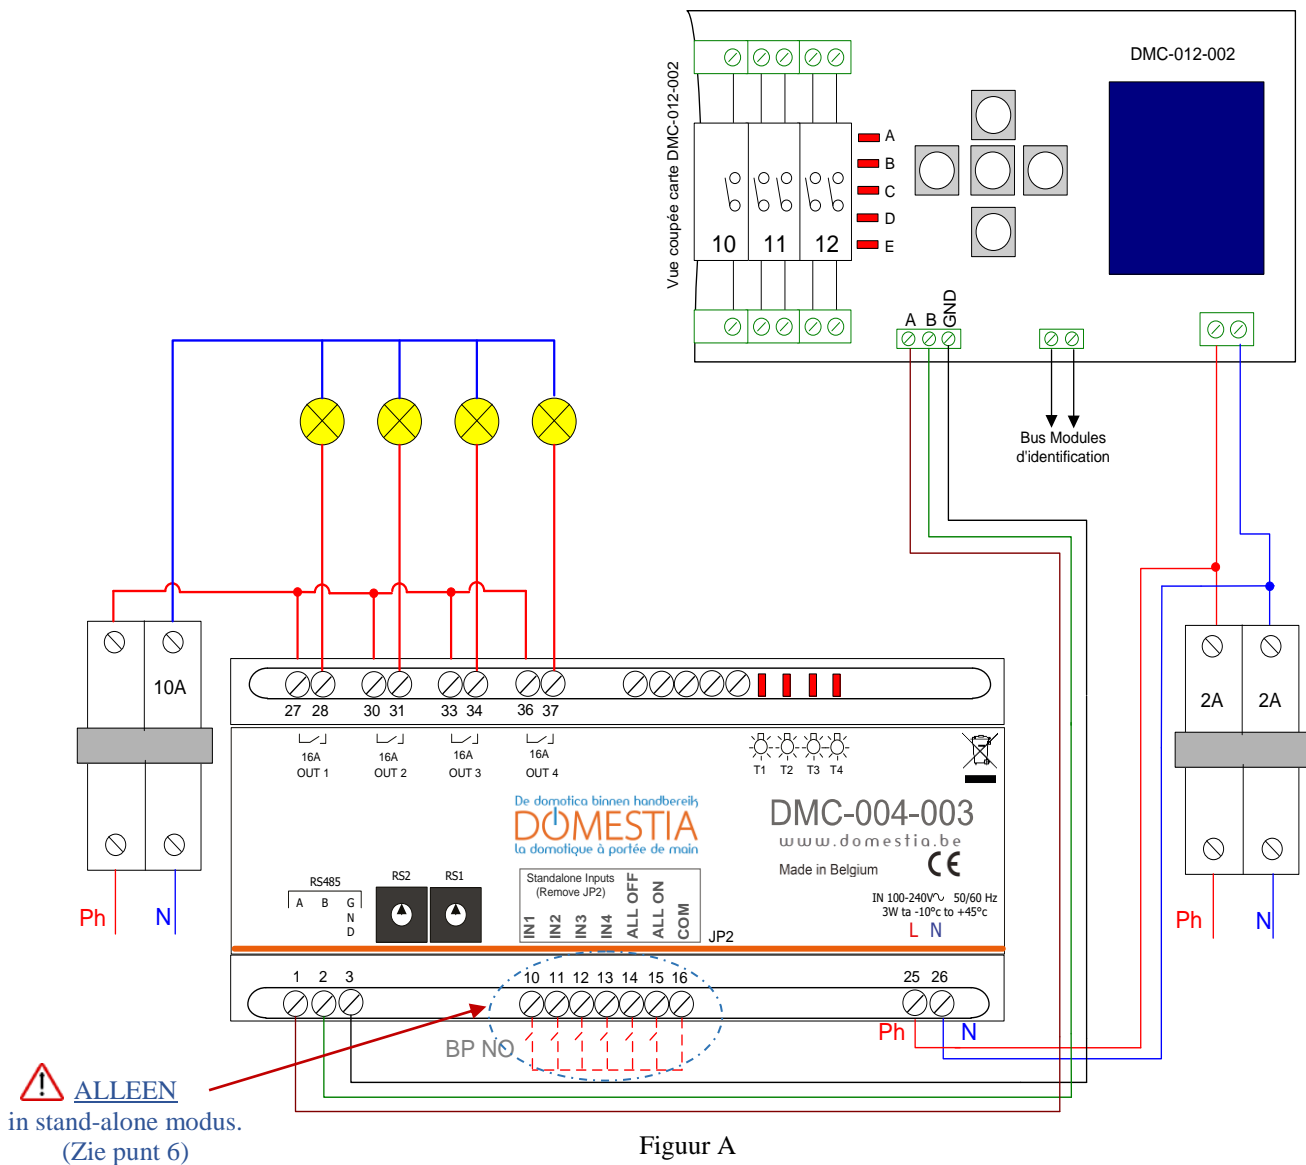 DMC-012-002
Vue coupée carte DMC-012-002
A
B
C
D
E
10 11 12
A B GND
Bus Modules
d'identification
10A
2A 2A
27 28 30 31 33 34 36 37
16A
OUT 1
16A
OUT 2
16A
OUT 3
16A
OUT 4
T1 T2 T3 T4
De domotica binnen handbereik
DOMESTIA
la domotique à portée de main
DMC-004-003
www.domestia.be
Made in Belgium CE
RS485
A B GND
RS2 RS1
Standalone Inputs
(Remove JP2)
IN1 IN2 IN3 IN4 ALL OFF ALL ON COM
JP2
IN 100-240V 50/60 Hz
3W ta -10°c to +45°c
L N
Ph N
Ph N
1 2 3 10 11 12 13 14 15 16 25 26
BP NO
Ph N
ALLEEN
in stand-alone modus.
(Zie punt 6)
Figuur A